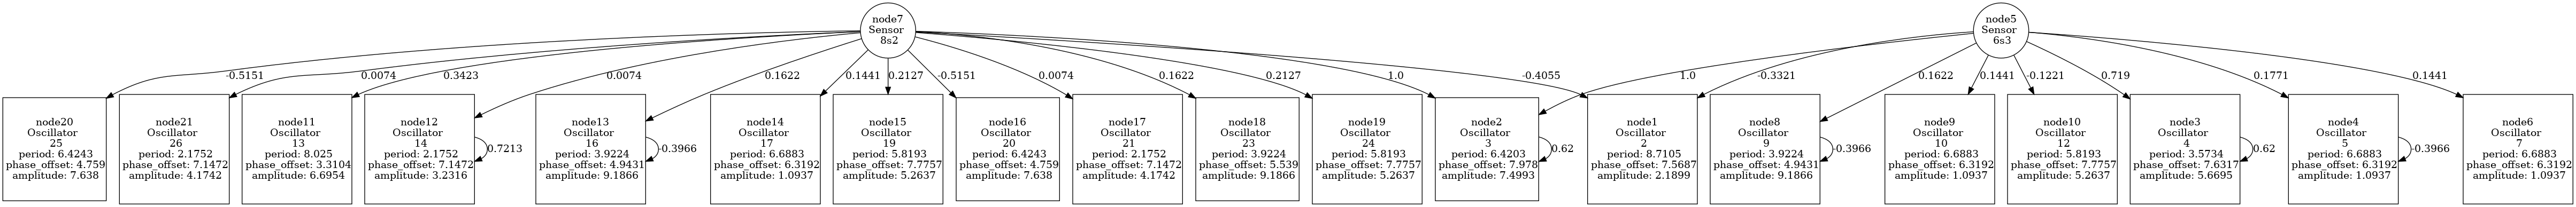 node7
Sensor
8s2
node5
Sensor
6s3
-0.5151
0.0074
0.3423
0.0074
0.1622
0.1441
0.2127
-0.5151
0.0074
0.1622
0.2127
1.0
-0.4055
1.0
-0.3321
0.1622
0.1441
-0.1221
0.719
0.1771
0.1441
node20
Oscillator
25
period: 6.4243
phase_offset: 4.759
amplitude: 7.638
node21
Oscillator
26
period: 2.1752
phase_offset: 7.1472
amplitude: 4.1742
node11
Oscillator
13
period: 8.025
phase_offset: 3.3104
amplitude: 6.6954
node12
Oscillator
14
period: 2.1752
phase_offset: 7.1472
amplitude: 3.2316
0.7213
node13
Oscillator
16
period: 3.9224
phase_offset: 4.9431
amplitude: 9.1866
-0.3966
node14
Oscillator
17
period: 6.6883
phase_offset: 6.3192
amplitude: 1.0937
node15
Oscillator
19
period: 5.8193
phase_offset: 7.7757
amplitude: 5.2637
node16
Oscillator
20
period: 6.4243
phase_offset: 4.759
amplitude: 7.638
node17
Oscillator
21
period: 2.1752
phase_offset: 7.1472
amplitude: 4.1742
node18
Oscillator
23
period: 3.9224
phase_offset: 5.539
amplitude: 9.1866
node19
Oscillator
24
period: 5.8193
phase_offset: 7.7757
amplitude: 5.2637
node2
Oscillator
3
period: 6.4203
phase_offset: 7.978
amplitude: 7.4993
0.62
node1
Oscillator
2
period: 8.7105
phase_offset: 7.5687
amplitude: 2.1899
node8
Oscillator
9
period: 3.9224
phase_offset: 4.9431
amplitude: 9.1866
-0.3966
node9
Oscillator
10
period: 6.6883
phase_offset: 6.3192
amplitude: 1.0937
node10
Oscillator
12
period: 5.8193
phase_offset: 7.7757
amplitude: 5.2637
node3
Oscillator
4
period: 3.5734
phase_offset: 7.6317
amplitude: 5.6695
0.62
node4
Oscillator
5
period: 6.6883
phase_offset: 6.3192
amplitude: 1.0937
-0.3966
node6
Oscillator
7
period: 6.6883
phase_offset: 6.3192
amplitude: 1.0937